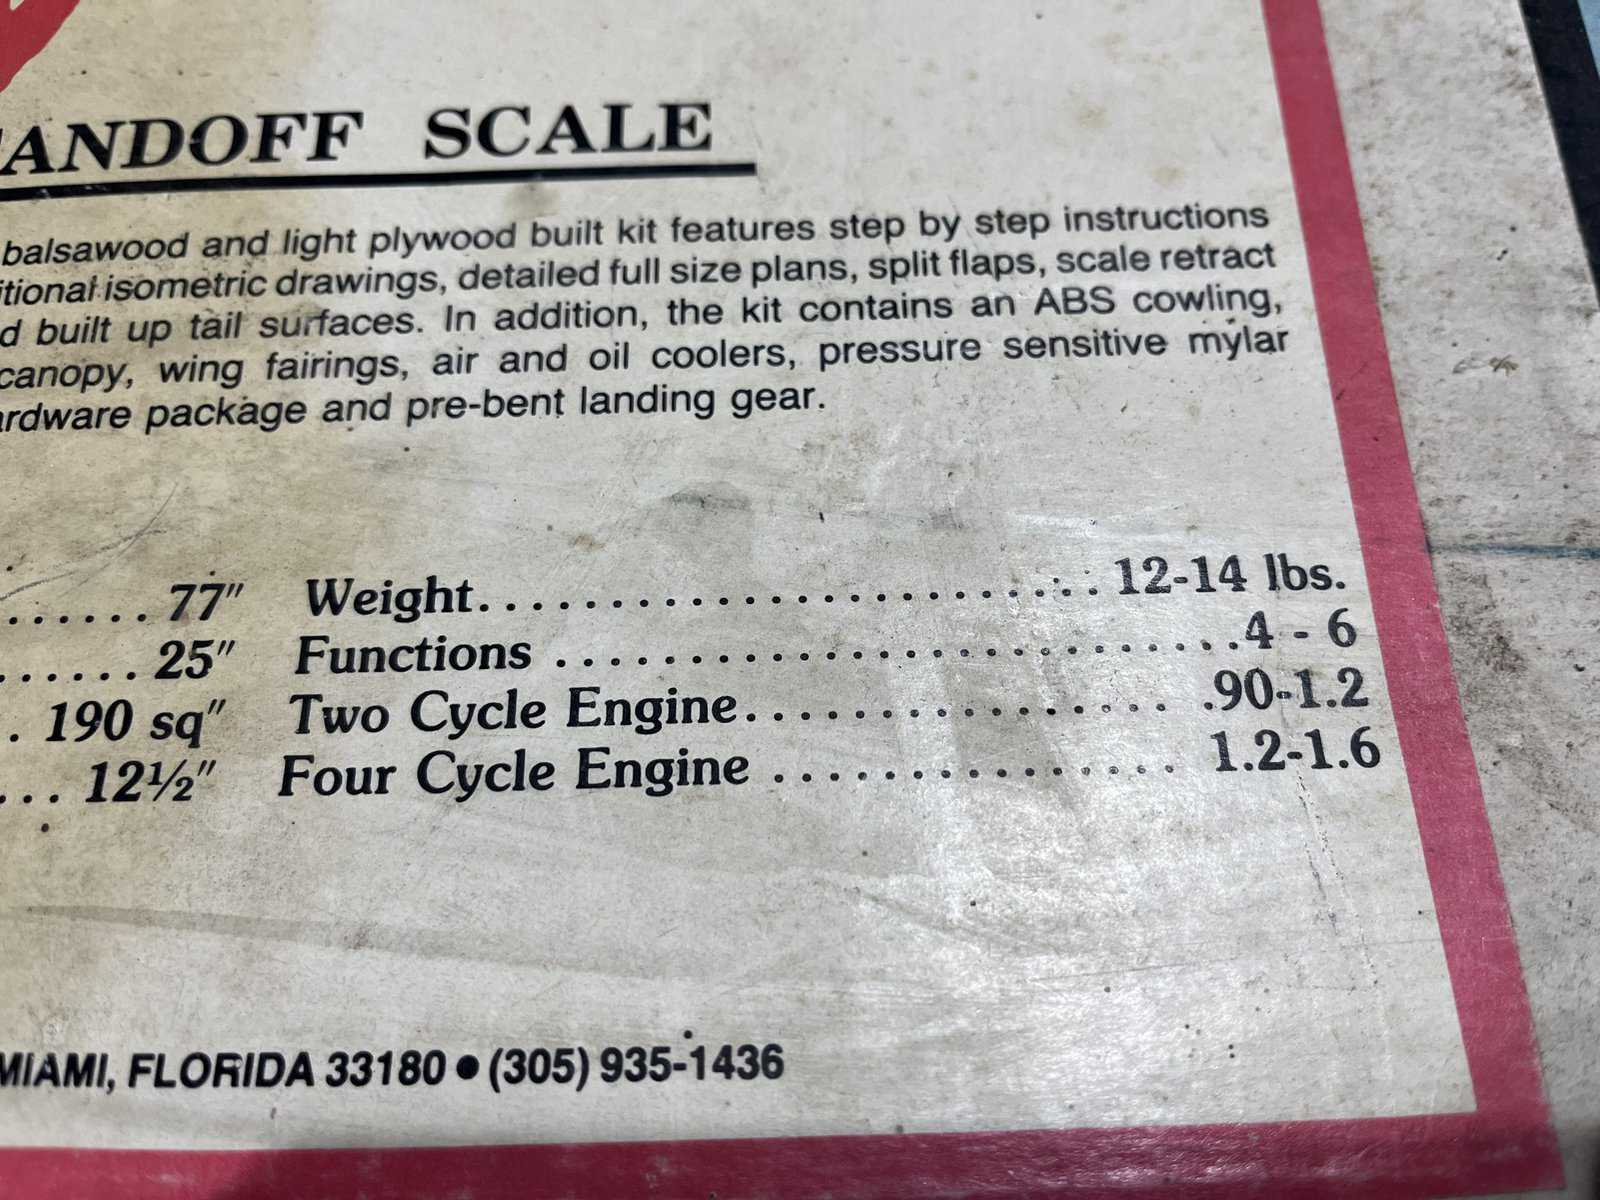 ANDOFF SCALE
balsawood and light plywood built kit features step by step instructions
itional isometric drawings, detailed full size plans, split flaps, scale retract
d built up tail surfaces. In addition, the kit contains an ABS cowling,
canopy, wing fairings, air and oil coolers, pressure sensitive mylar
ardware package and pre-bent landing gear.
......77" Weight..............................12-14 lbs.
......25" Functions ............................4 - 6
. 190 sq" Two Cycle Engine.................. .90-1.2
... 12½" Four Cycle Engine ................. 1.2-1.6
MIAMI, FLORIDA 33180 • (305) 935-1436